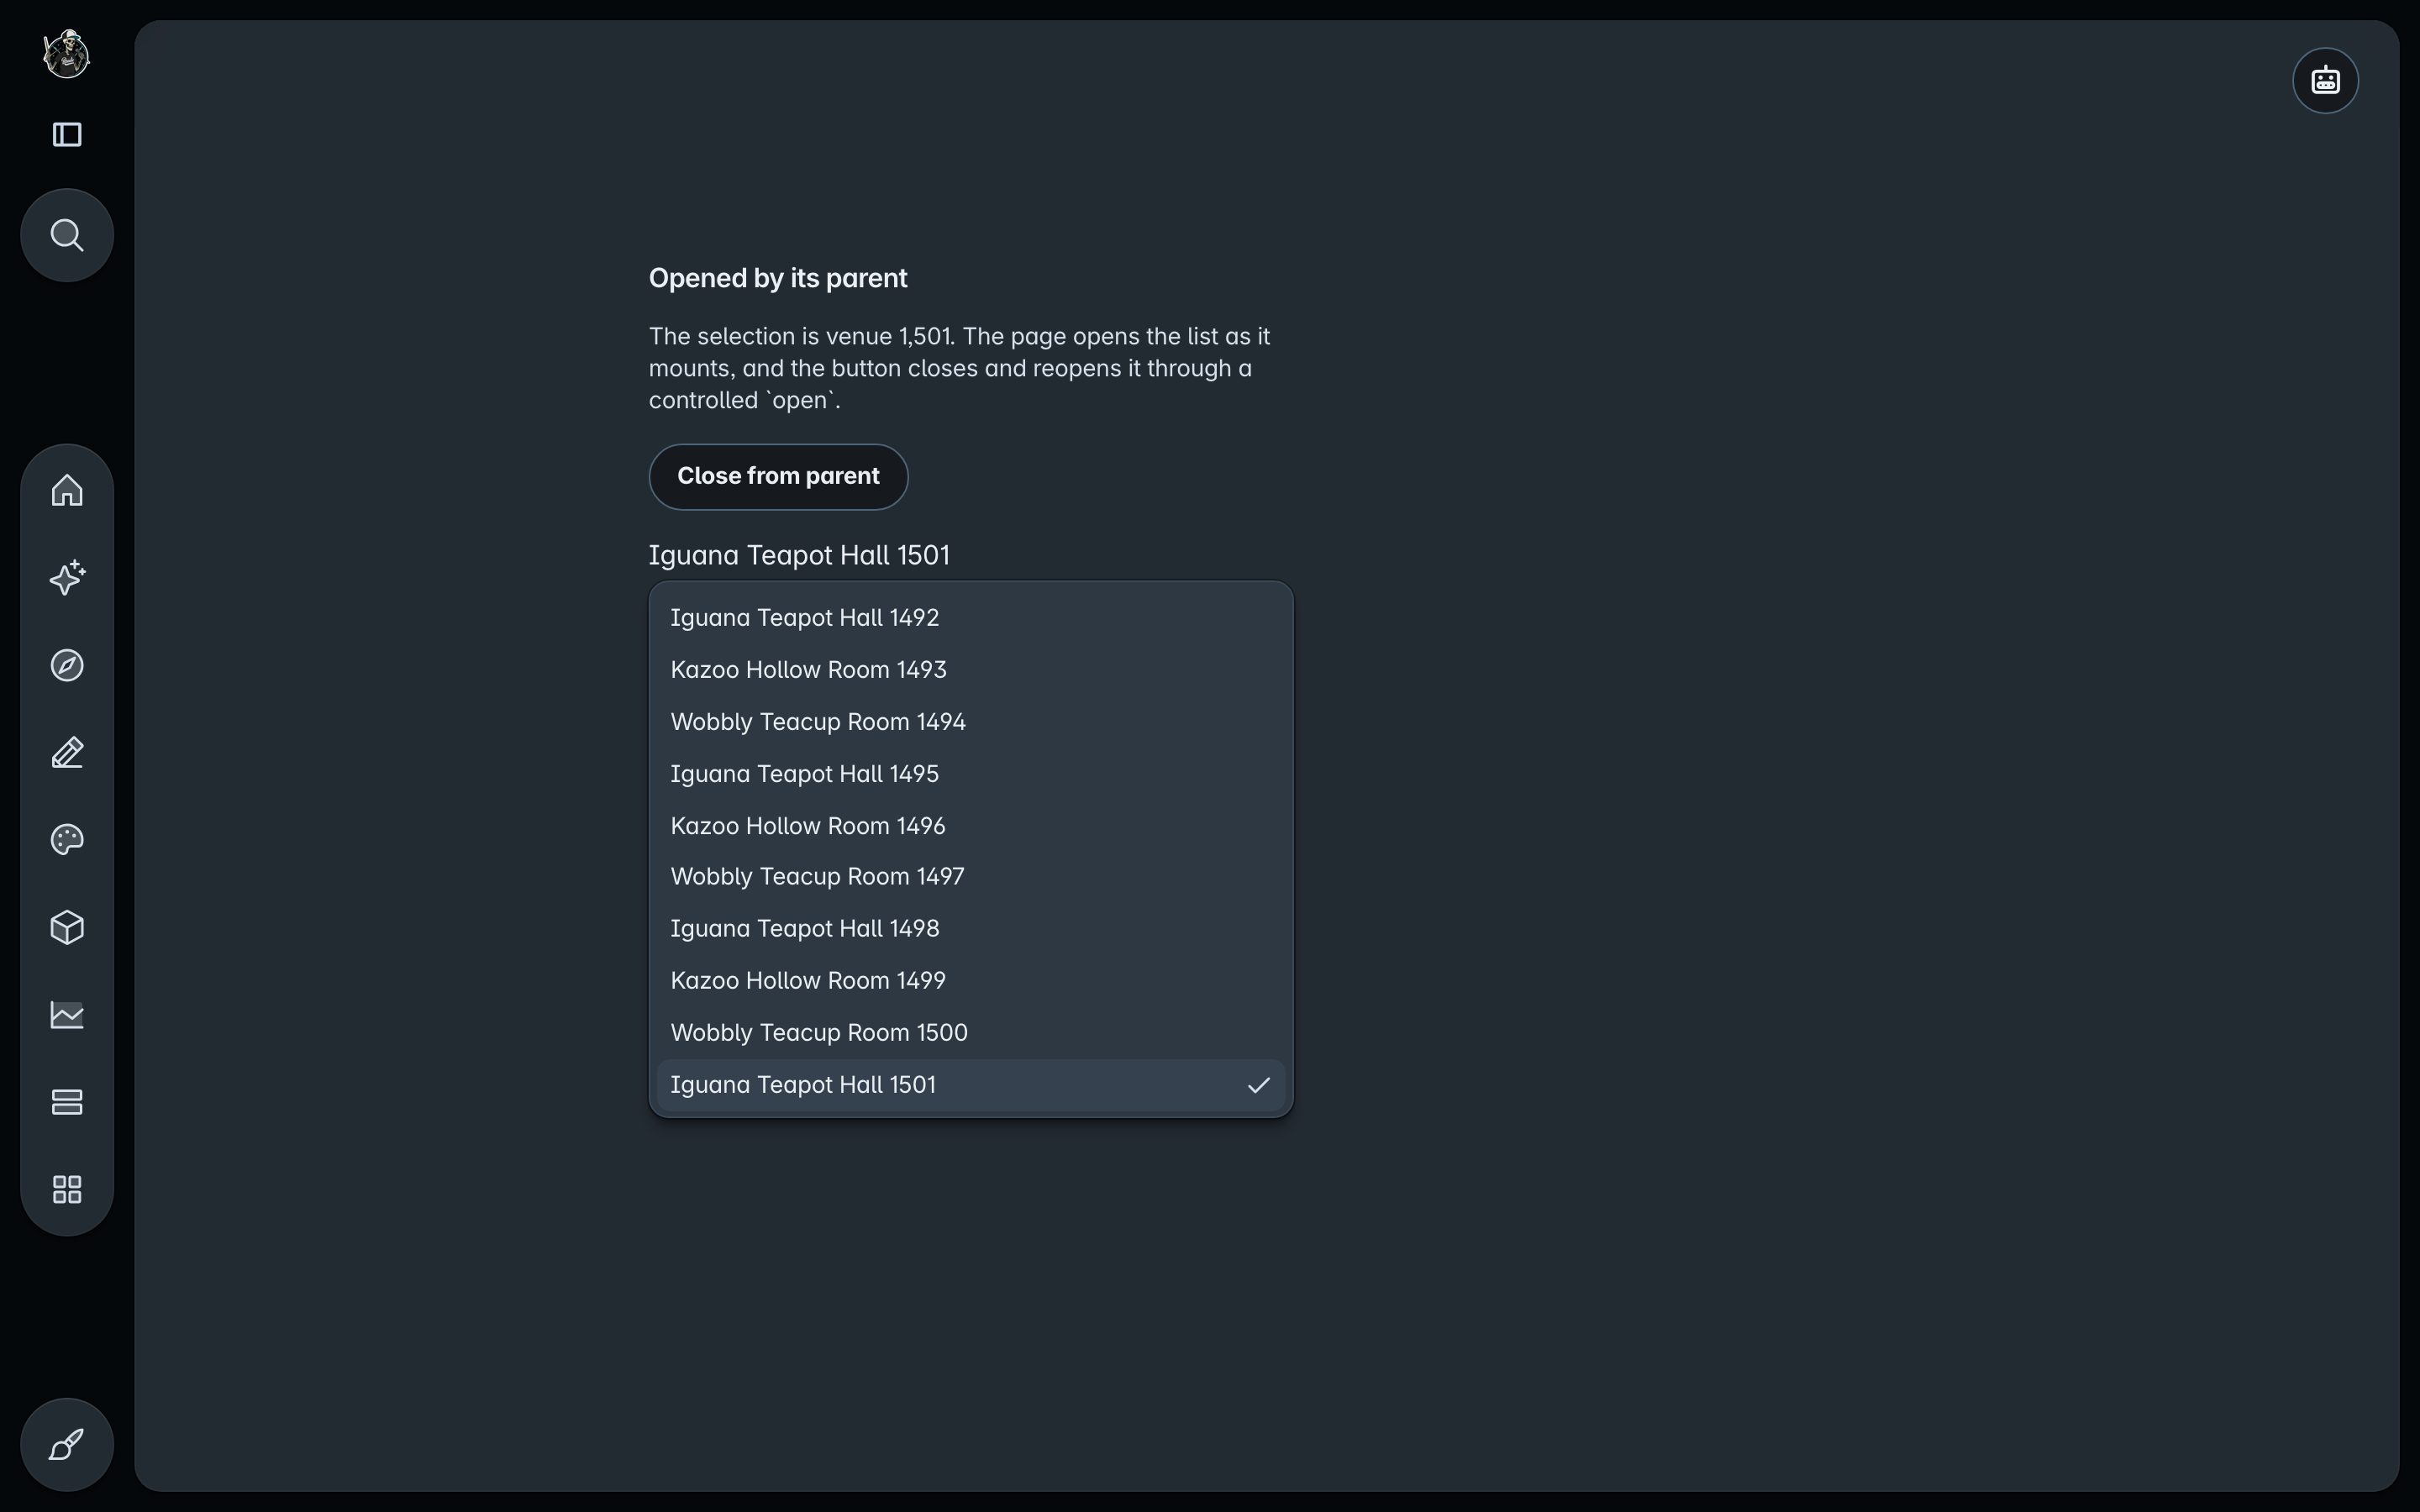 Opened by its parent
The selection is venue 1,501. The page opens the list as it
mounts, and the button closes and reopens it through a
controlled `open`.
Close from parent
Iguana Teapot Hall 1501
Iguana Teapot Hall 1492
Kazoo Hollow Room 1493
Wobbly Teacup Room 1494
Iguana Teapot Hall 1495
Kazoo Hollow Room 1496
Wobbly Teacup Room 1497
Iguana Teapot Hall 1498
Kazoo Hollow Room 1499
Wobbly Teacup Room 1500
Iguana Teapot Hall 1501